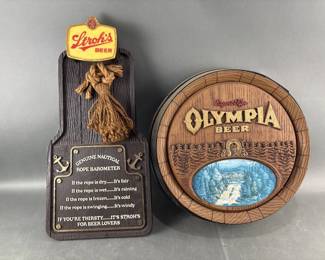 Stroh's
BEER
GENUINE NAUTICAL
ROPE BAROMETER
If the rope is dry......It's fair
If the rope is wet......It's raining
If the rope is frozen....It's cold
If the rope is swinging....It's windy
IF YOU'RE THIRSTY......IT'S STROH'S
FOR BEER LOVERS
OLYMPIA
BEER